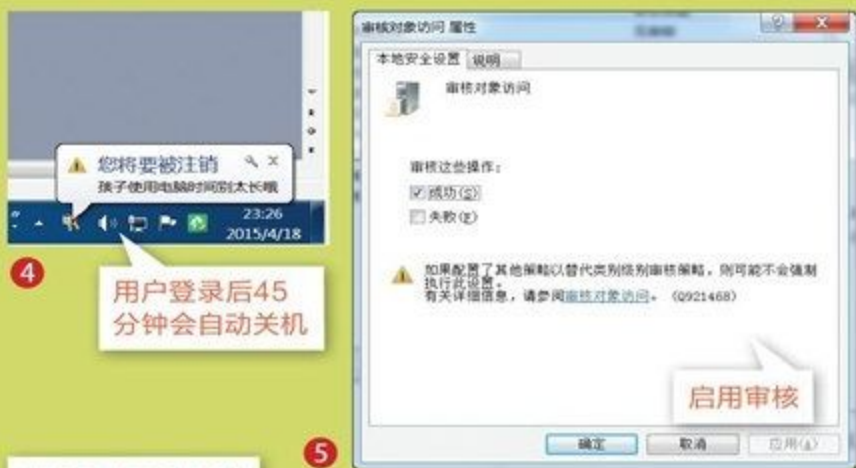 您将要被注销
孩子使用电脑时间别太长哦
23:26
2015/4/18
4
用户登录后45
分钟会自动关机
审核对象访问 属性
本地安全设置 说明
审核对象访问
审核这些操作:
成功(S)
失败(F)
如果配置了其他策略以替代类别级别审核策略，则可能不会强制
执行此设置。
有关详细信息，请参阅审核对象访问。 (Q921468)
启用审核
确定 取消 应用(A)
5